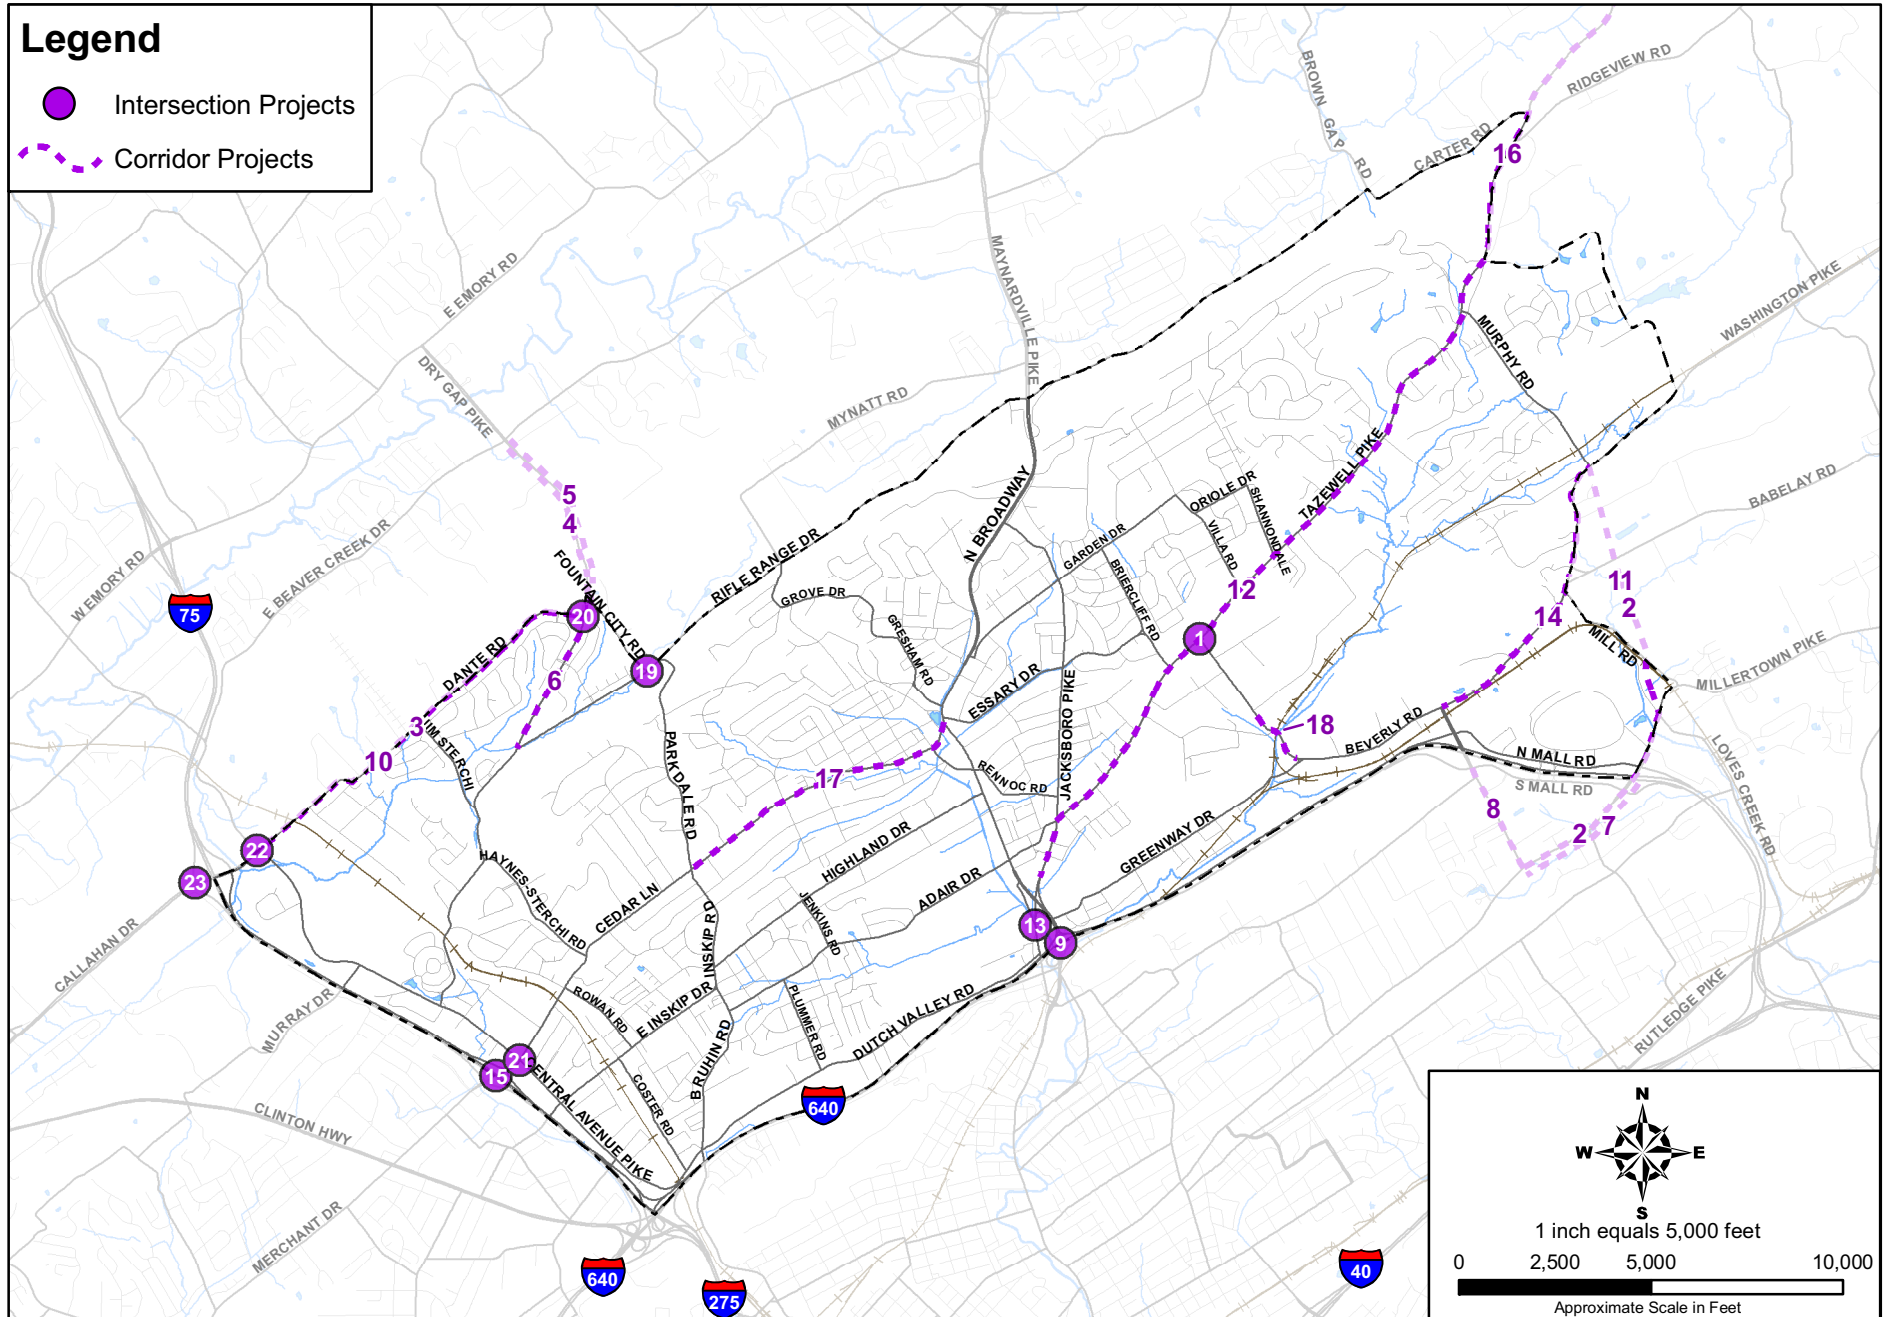 Legend
Intersection Projects
Corridor Projects
BROWN GAP RD
RIDGEVIEW RD
CARTER RD
16
MAYNARDVILLE PIKE
E EMORY RD
WASHINGTON PIKE
MURPHY RD
DRY GAP PIKE
MYNATT RD
TAZEWELL PIKE
N BROADWAY
ORIOLE DR
SHANNONDALE
BABELAY RD
5
4
VILLA RD
GARDEN DR
W EMORY RD
E BEAVER CREEK DR
FOUNTAIN CITY RD
RIFLE RANGE DR
GROVE DR
BRIERCLIFF RD
12
11
2
75
20
14
1
MILL RD
DANTE RD
19
GRESHAM RD
6
ESSARY DR
JACKSBORO PIKE
MILLERTOWN PIKE
3
JIM STERCHI
18
BEVERLY RD
10
PARKDALE RD
17
RENNOC RD
N MALL RD
S MALL RD
LOVES CREEK RD
8
2
7
22
23
HAYNES-STERCHI RD
HIGHLAND DR
GREENWAY DR
CEDAR LN
ADAIR DR
JENKINS RD
13
9
CALLAHAN DR
INSKIP RD
MURRAY DR
ROWAN RD
E INSKIP DR
PLUMMER RD
DUTCH VALLEY RD
RUTLEDGE PIKE
21
15
CENTRAL AVENUE PIKE
COSTER RD
BRUHIN RD
640
CLINTON HWY
MERCHANT DR
640
275
40
N
W
E
S
1 inch equals 5,000 feet
0 2,500 5,000 10,000
Approximate Scale in Feet